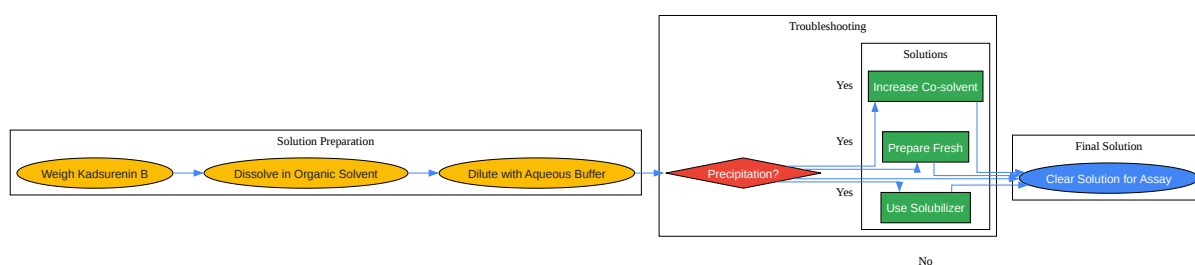 Solution Preparation
Weigh Kadsurenin B
Dissolve in Organic Solvent
Dilute with Aqueous Buffer
Troubleshooting
Precipitation?
Solutions
Yes
Increase Co-solvent
Yes
Prepare Fresh
Yes
Use Solubilizer
No
Final Solution
Clear Solution for Assay